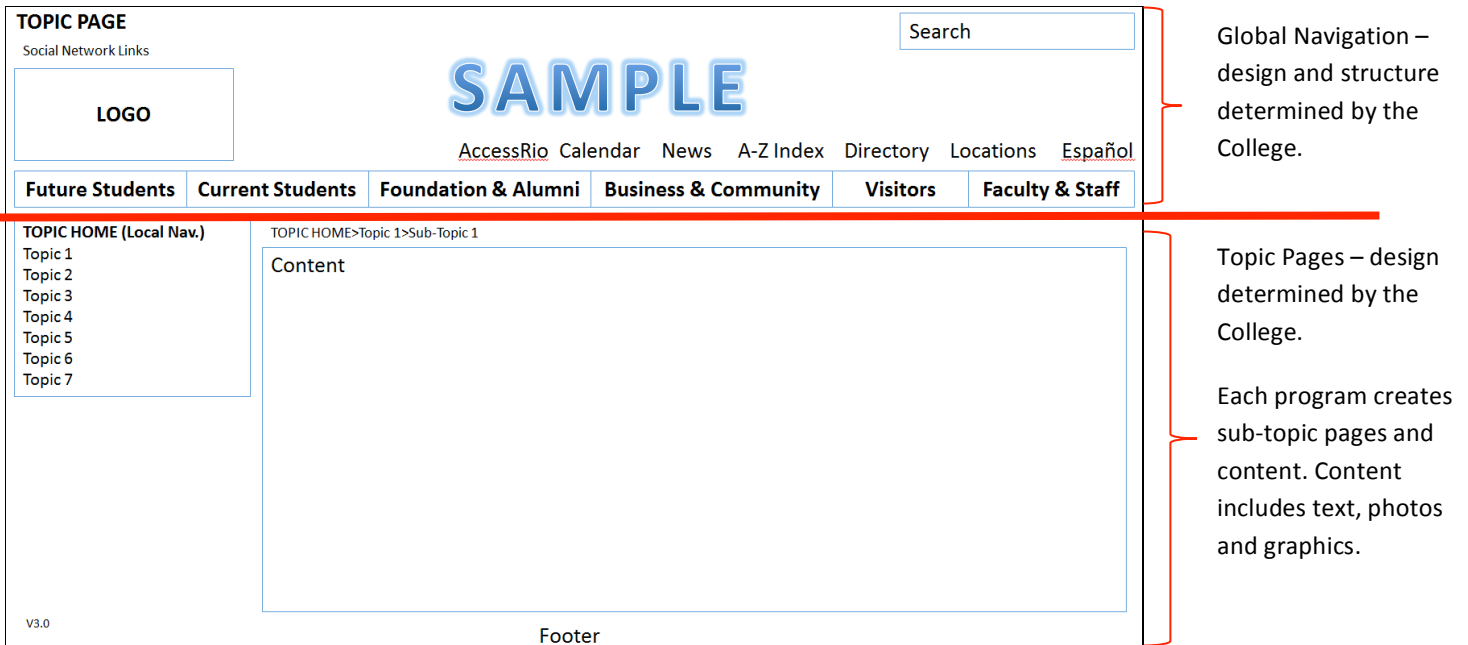 TOPIC PAGE
Social Network Links
Search
LOGO
SAMPLE
AccessRio Calendar News A-Z Index Directory Locations Español
Future Students Current Students Foundation & Alumni Business & Community Visitors Faculty & Staff
Global Navigation –
design and structure
determined by the
College.
TOPIC HOME (Local Nav.)
Topic 1
Topic 2
Topic 3
Topic 4
Topic 5
Topic 6
Topic 7
TOPIC HOME>Topic 1>Sub-Topic 1
Content
V3.0
Footer
Topic Pages – design
determined by the
College.
Each program creates
sub-topic pages and
content. Content
includes text, photos
and graphics.